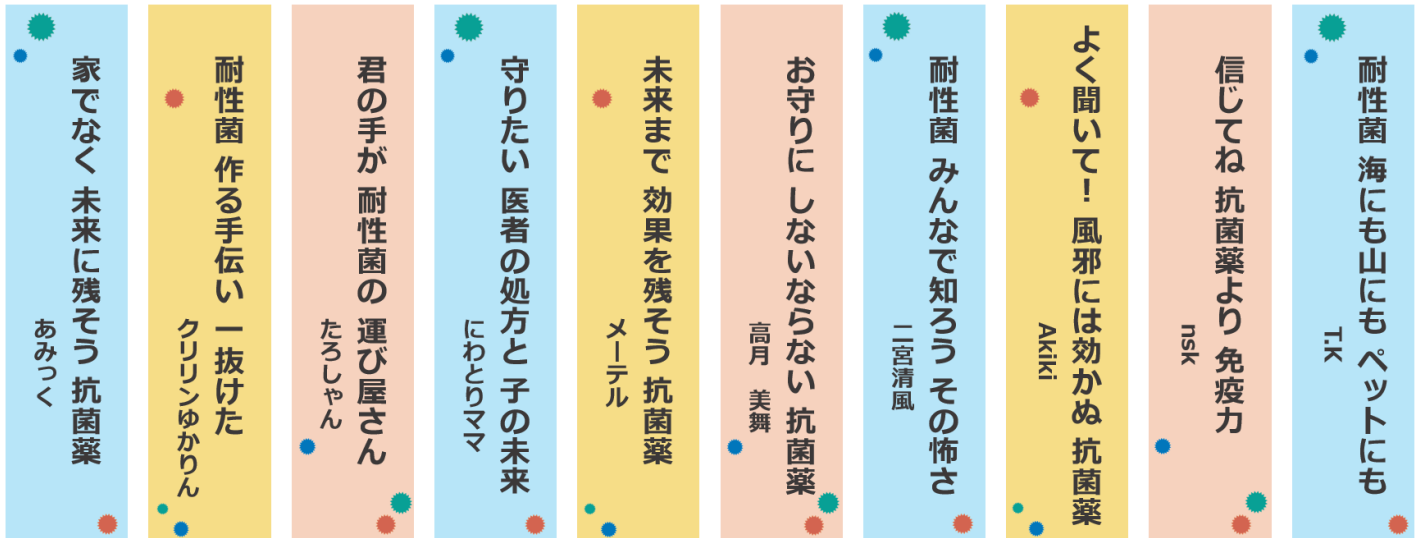 耐性菌 海にも山にも ペットにも
T.K
信じてね 抗菌薬より 免疫力
nsk
よく聞いて！ 風邪には効かぬ 抗菌薬
Akiki
耐性菌 みんなで知ろう その怖さ
二宮清風
お守りに しないならない 抗菌薬
高月 美舞
未来まで 効果を残そう 抗菌薬
メーテル
守りたい 医者の処方と 子の未来
にわとりママ
君の手が 耐性菌の 運び屋さん
たろしゃん
耐性菌 作る手伝い 一抜けた
クリリンゆかりん
家でなく 未来に残そう 抗菌薬
あみっく